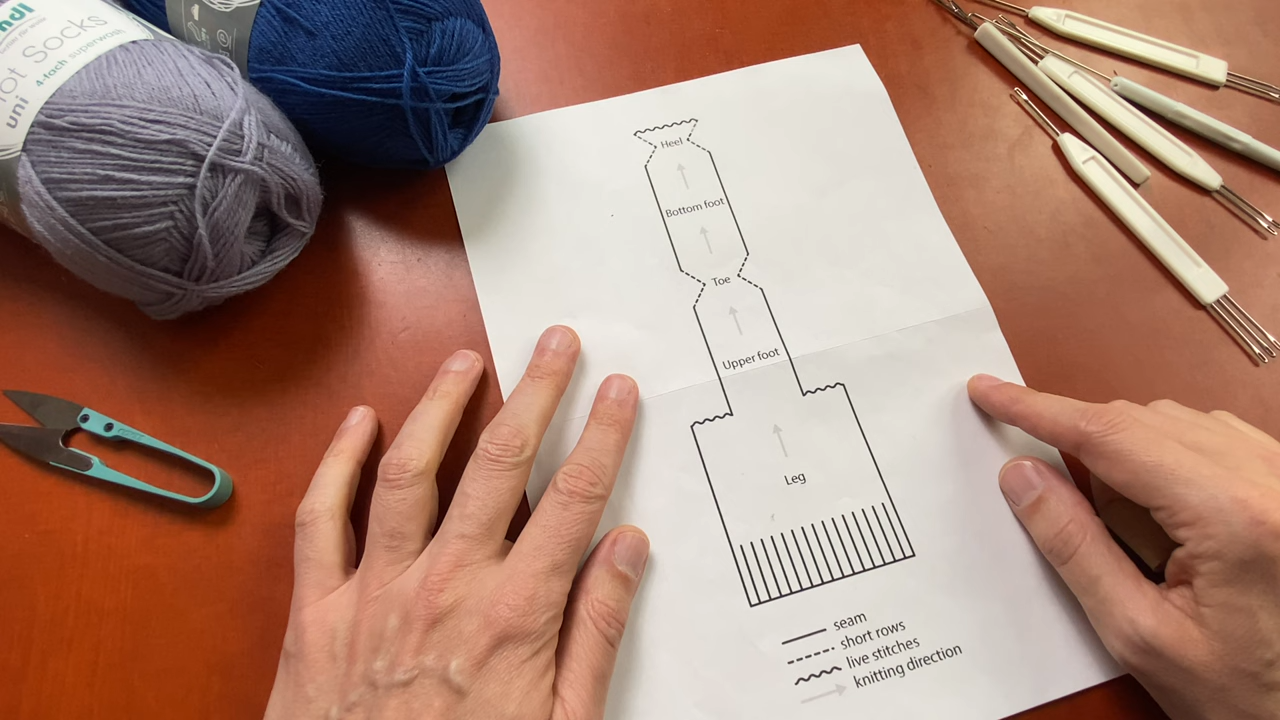 Hot Socks
uni
4-fach superwash
Heel
Bottom foot
Toe
Upper foot
Leg
seam
short rows
live stitches
knitting direction